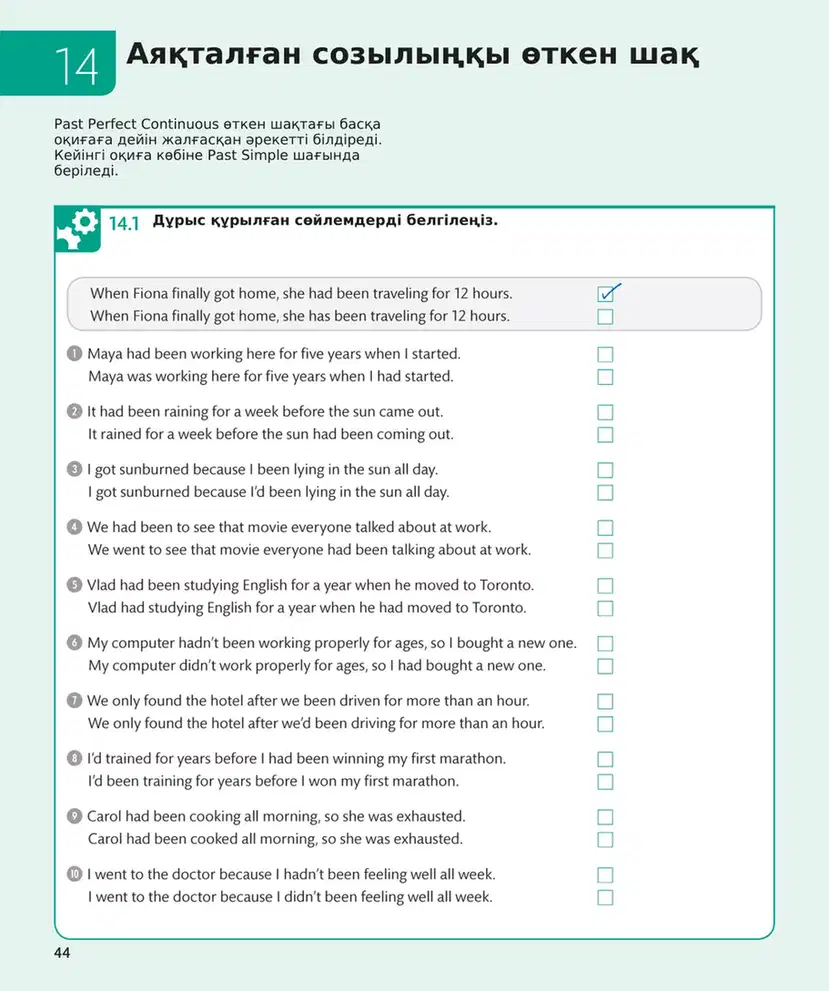 14
Аяқталған созылыңқы өткен шақ
Past Perfect Continuous өткен шақтағы басқа
оқиғаға дейін жалғасқан әрекетті білдіреді.
Кейінгі оқиға көбіне Past Simple шағында
беріледі.
14.1 Дұрыс құрылған сөйлемдерді белгілеңіз.
When Fiona finally got home, she had been traveling for 12 hours.
When Fiona finally got home, she has been traveling for 12 hours.
1 Maya had been working here for five years when I started.
Maya was working here for five years when I had started.
2 It had been raining for a week before the sun came out.
It rained for a week before the sun had been coming out.
3 I got sunburned because I been lying in the sun all day.
I got sunburned because I’d been lying in the sun all day.
4 We had been to see that movie everyone talked about at work.
We went to see that movie everyone had been talking about at work.
5 Vlad had been studying English for a year when he moved to Toronto.
Vlad had studying English for a year when he had moved to Toronto.
6 My computer hadn’t been working properly for ages, so I bought a new one.
My computer didn’t work properly for ages, so I had bought a new one.
7 We only found the hotel after we been driven for more than an hour.
We only found the hotel after we’d been driving for more than an hour.
8 I’d trained for years before I had been winning my first marathon.
I’d been training for years before I won my first marathon.
9 Carol had been cooking all morning, so she was exhausted.
Carol had been cooked all morning, so she was exhausted.
10 I went to the doctor because I hadn’t been feeling well all week.
I went to the doctor because I didn’t been feeling well all week.
44